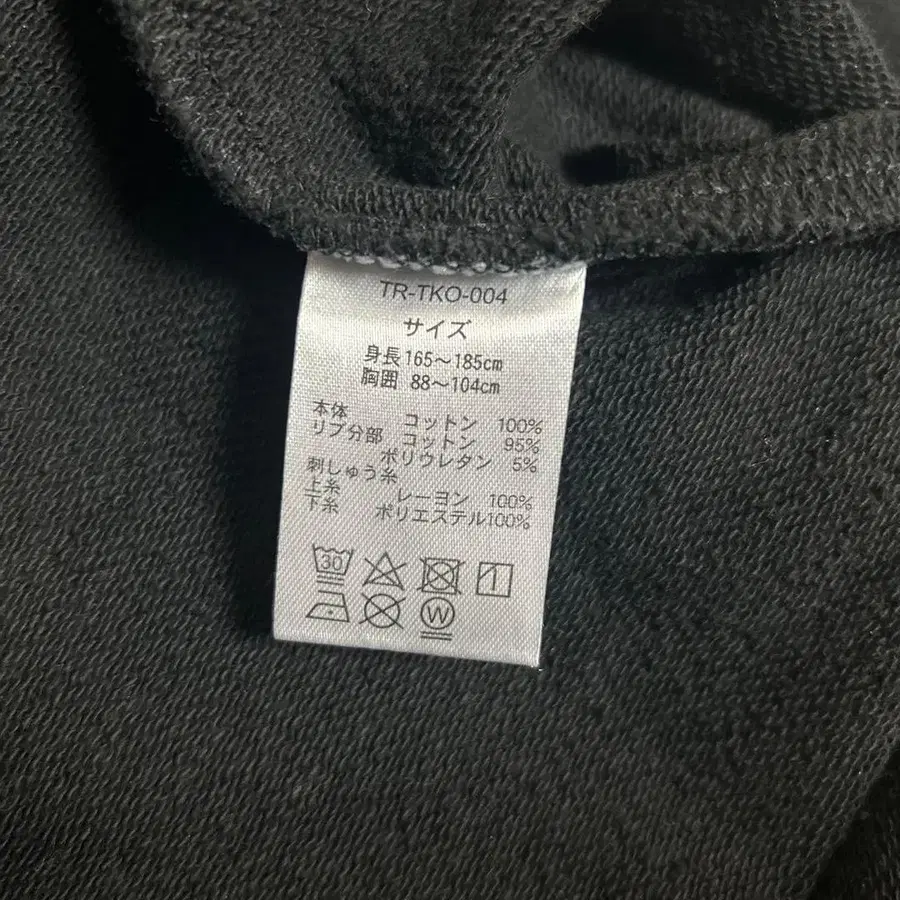 TR-TKO-004
サイズ
身長165〜185cm
胸囲 88〜104cm
本体 コットン 100%
リブ分部 コットン 95%
ポリウレタン 5%
刺しゅう糸
上糸 レーヨン 100%
下糸 ポリエステル100%
30
W